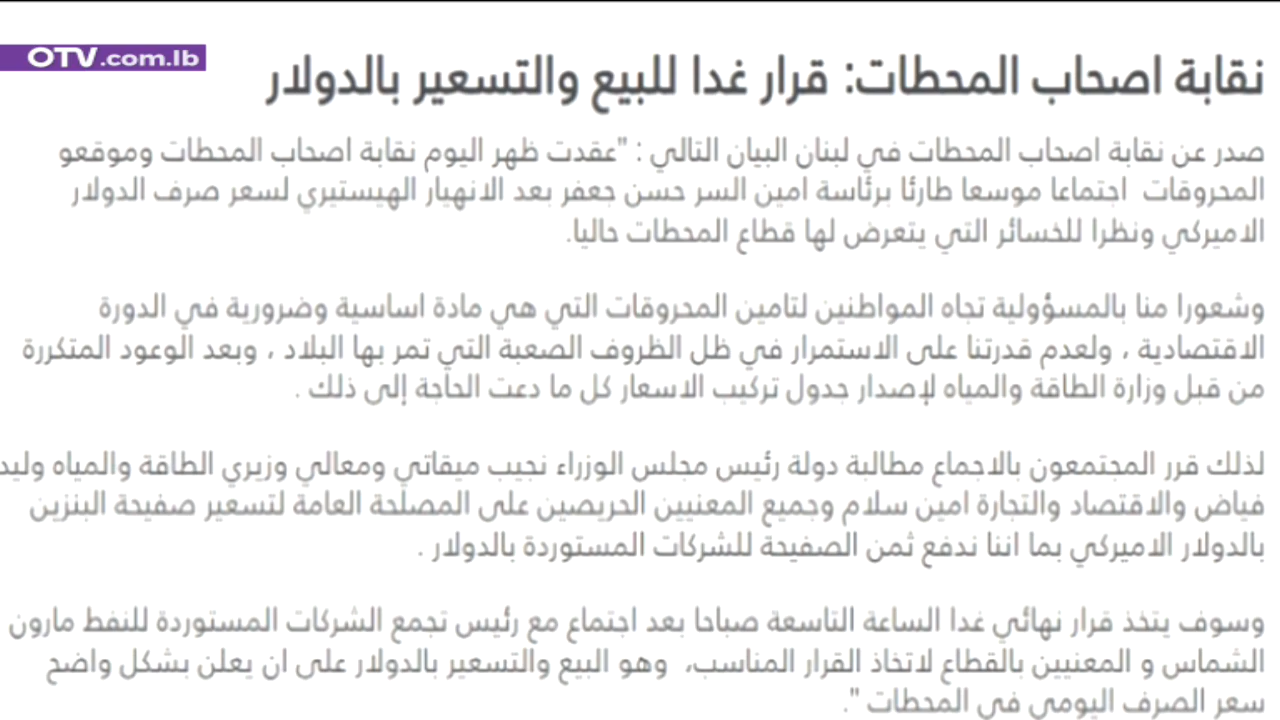 OTV.com.lb
نقابة اصحاب المحطات: قرار غدا للبيع والتسعير بالدولار
صدر عن نقابة اصحاب المحطات في لبنان البيان التالي : "عقدت ظهر اليوم نقابة اصحاب المحطات وموقعو
المحروقات اجتماعا موسعا طارئا برئاسة امين السر حسن جعفر بعد الانهيار الهيستيري لسعر صرف الدولار
الاميركي ونظرا للخسائر التي يتعرض لها قطاع المحطات حاليا.
وشعورا منا بالمسؤولية تجاه المواطنين لتامين المحروقات التي هي مادة اساسية وضرورية في الدورة
الاقتصادية ، ولعدم قدرتنا على الاستمرار في ظل الظروف الصعبة التي تمر بها البلاد ، وبعد الوعود المتكررة
من قبل وزارة الطاقة والمياه لإصدار جدول تركيب الاسعار كل ما دعت الحاجة إلى ذلك .
لذلك قرر المجتمعون بالاجماع مطالبة دولة رئيس مجلس الوزراء نجيب ميقاتي ومعالي وزيري الطاقة والمياه وليد
فياض والاقتصاد والتجارة امين سلام وجميع المعنيين الحريصين على المصلحة العامة لتسعير صفيحة البنزين
بالدولار الاميركي بما اننا ندفع ثمن الصفيحة للشركات المستوردة بالدولار .
وسوف يتخذ قرار نهائي غدا الساعة التاسعة صباحا بعد اجتماع مع رئيس تجمع الشركات المستوردة للنفط مارون
الشماس و المعنيين بالقطاع لاتخاذ القرار المناسب، وهو البيع والتسعير بالدولار على ان يعلن بشكل واضح
سعر الصرف اليومي في المحطات ".